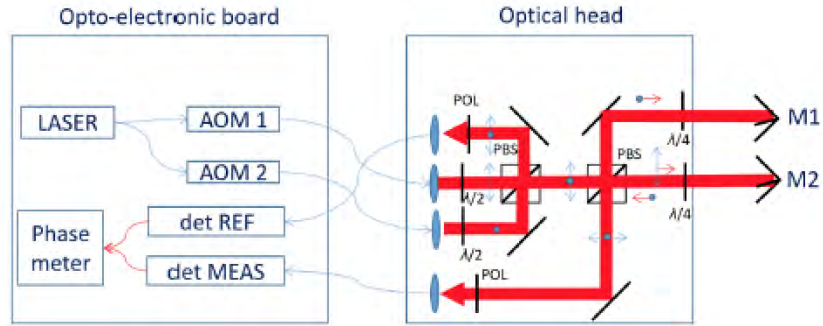 Opto-electronic board
Optical head
LASER
AOM 1
AOM 2
det REF
Phase
meter
det MEAS
POL
PBS
PBS
λ/4
M1
M2
λ/2
λ/4
λ/2
POL